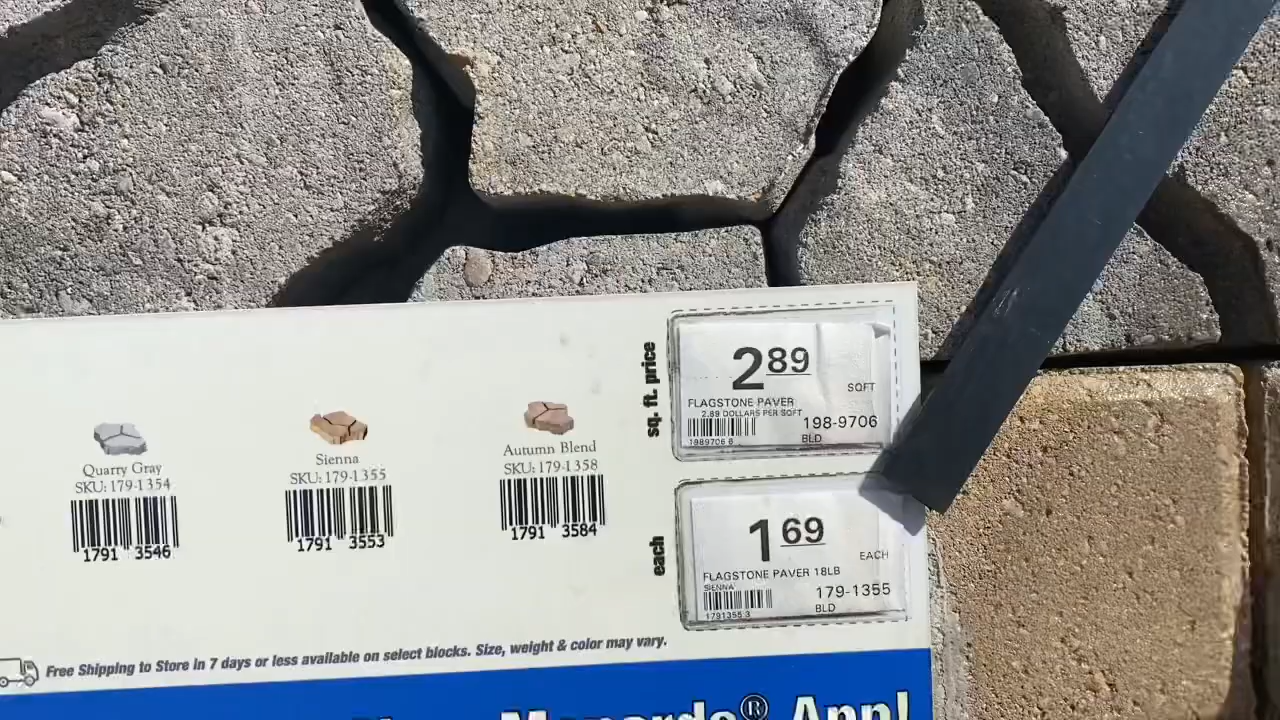 Quarry Gray
SKU: 179-1354
1791 3546
Sienna
SKU: 179-1355
1791 3553
Autumn Blend
SKU: 179-1358
1791 3584
sq. ft. price
2 89
SQFT
FLAGSTONE PAVER
2.89 DOLLARS PER SQFT
198-9706
1989706 6
BLD
each
1 69
EACH
FLAGSTONE PAVER 18LB
SIENNA
179-1355
1791355 3
BLD
Free Shipping to Store in 7 days or less available on select blocks. Size, weight & color may vary.
Menards® App!